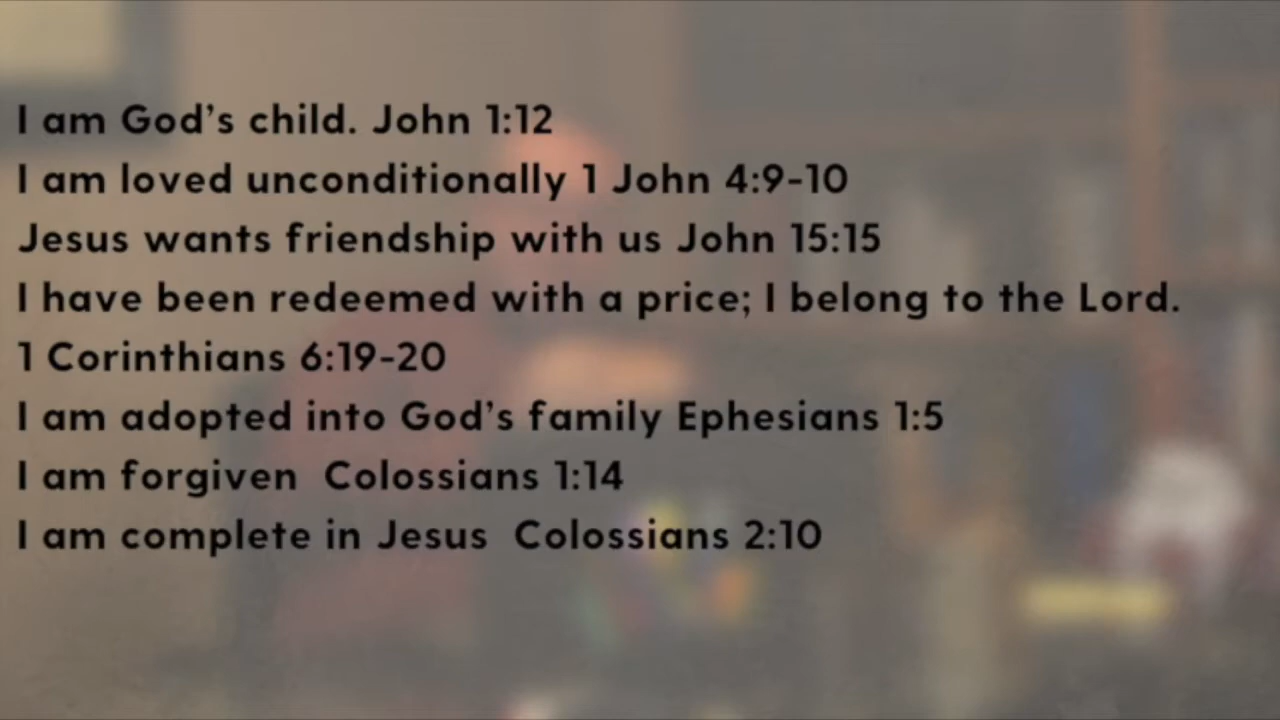 I am God's child. John 1:12
I am loved unconditionally 1 John 4:9-10
Jesus wants friendship with us John 15:15
I have been redeemed with a price; I belong to the Lord.
1 Corinthians 6:19-20
I am adopted into God's family Ephesians 1:5
I am forgiven  Colossians 1:14
I am complete in Jesus  Colossians 2:10